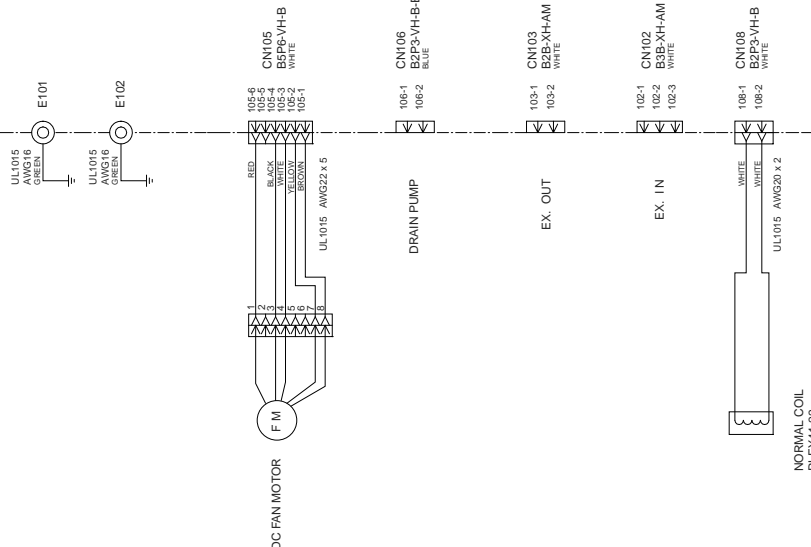 E101
UL1015
AWG16
GREEN
E102
UL1015
AWG16
GREEN
CN105
B5P6-VH-B
WHITE
105-6
105-5
105-4
105-3
105-2
105-1
RED
BLACK
WHITE
YELLOW
BROWN
UL1015 AWG22 x 5
1
2
3
4
5
6
7
8
F M
DC FAN MOTOR
CN106
B2P3-VH-B-E
BLUE
106-1
106-2
DRAIN PUMP
CN103
B2B-XH-AM
WHITE
103-1
103-2
EX. OUT
CN102
B3B-XH-AM
WHITE
102-1
102-2
102-3
EX. IN
CN108
B2P3-VH-B
WHITE
108-1
108-2
WHITE
WHITE
UL1015 AWG20 x 2
NORMAL COIL